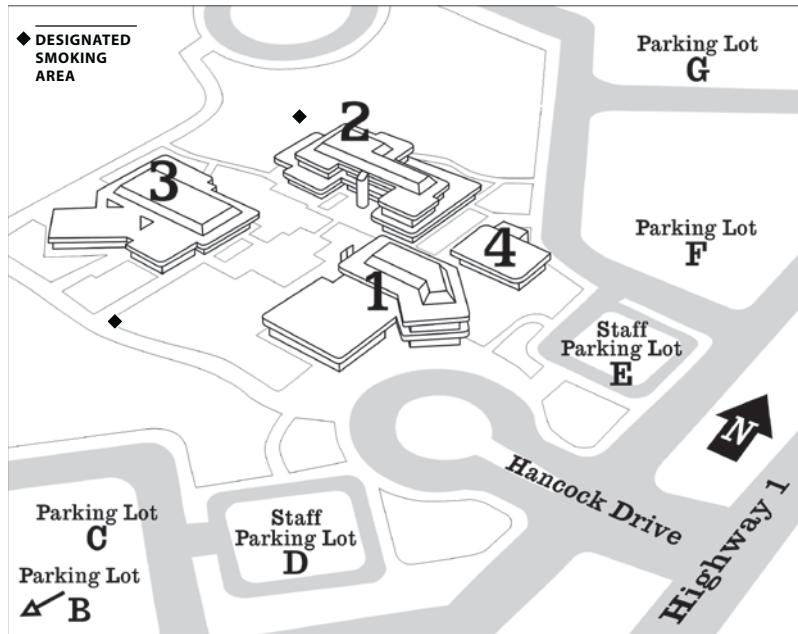 DESIGNATED
SMOKING
AREA
Parking Lot
G
2
3
Parking Lot
F
4
1
Staff
Parking Lot
E
N
Hancock Drive
Highway 1
Parking Lot
C
Staff
Parking Lot
D
Parking Lot
B